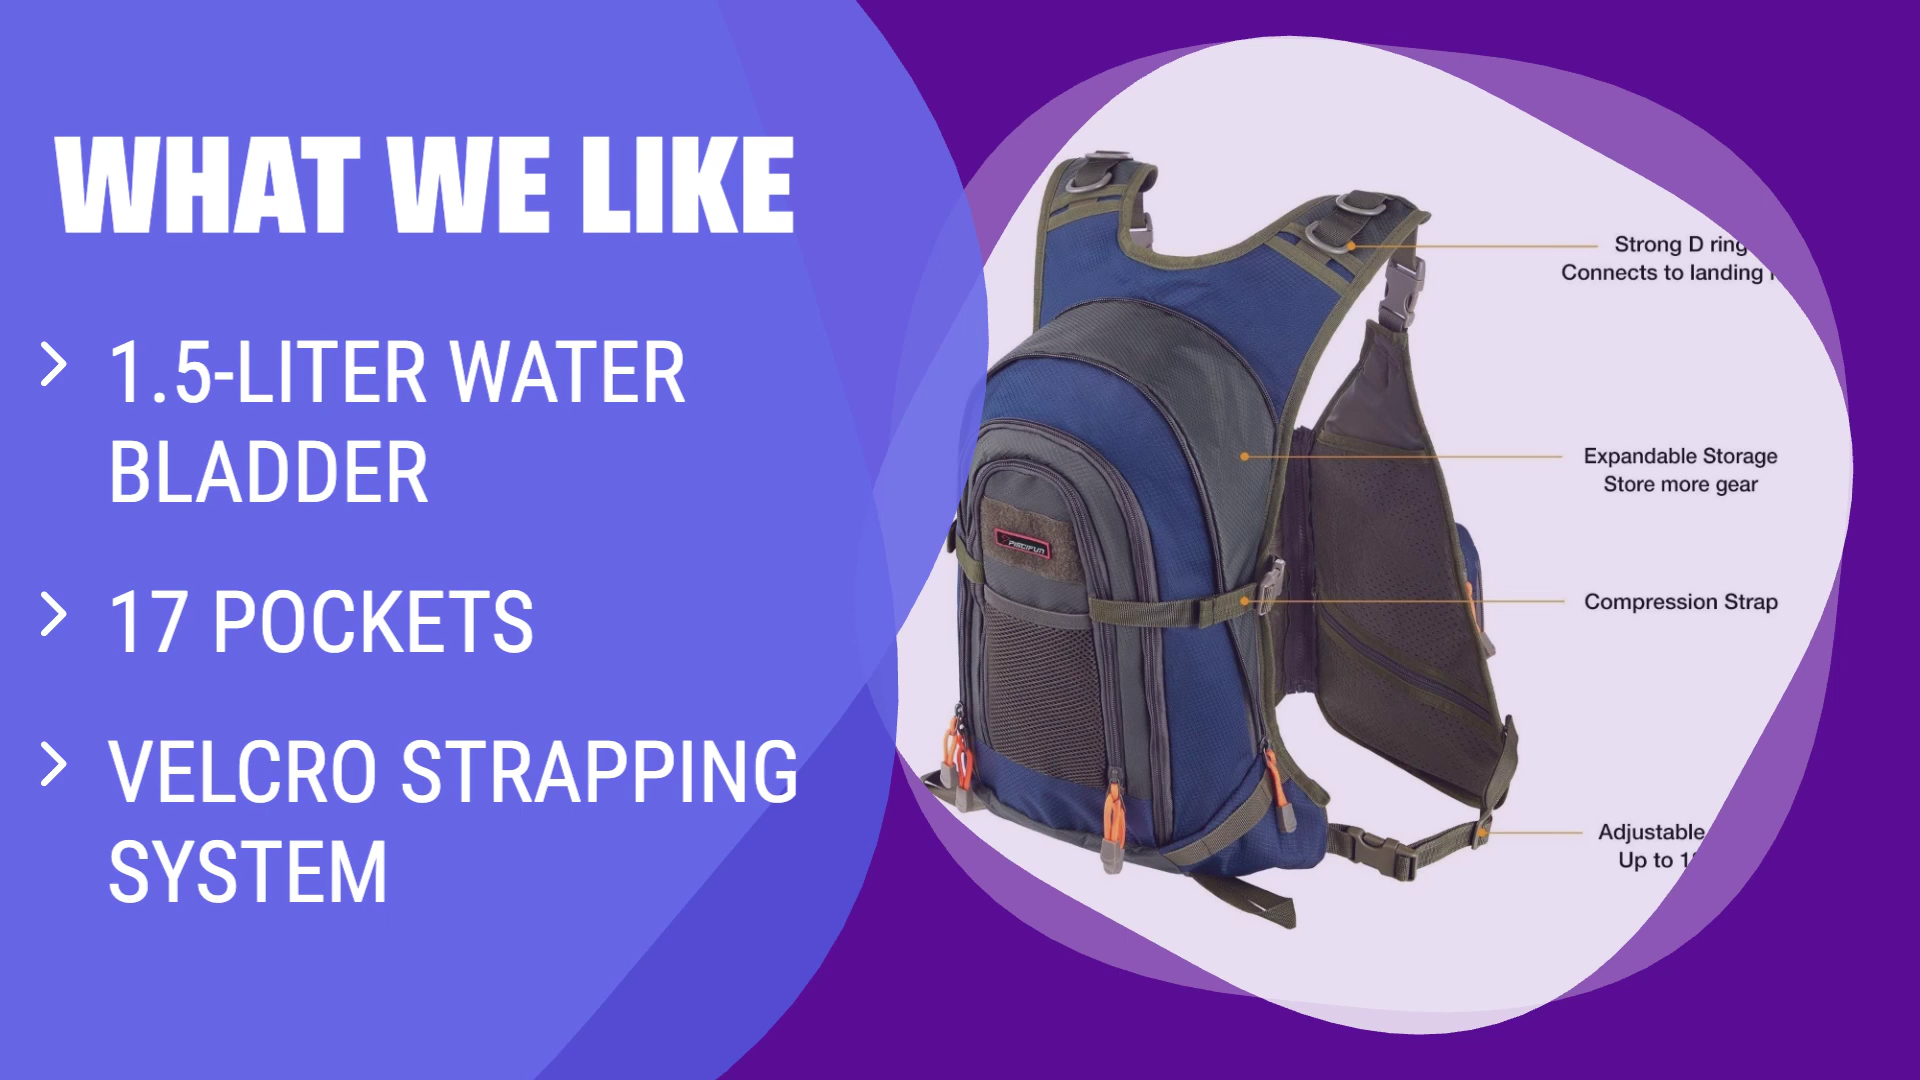 WHAT WE LIKE
1.5-LITER WATER
BLADDER
17 POCKETS
VELCRO STRAPPING
SYSTEM
PISCIFUN
Strong D ring
Connects to landing
Expandable Storage
Store more gear
Compression Strap
Adjustable
Up to